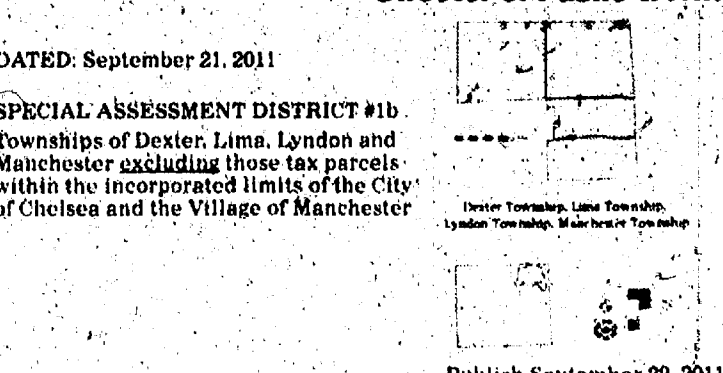 DATED: September 21, 2011
SPECIAL ASSESSMENT DISTRICT #1b
Townships of Dexter, Lima, Lyndon and
Manchester excluding those tax parcels
within the incorporated limits of the City
of Chelsea and the Village of Manchester
Dexter Township, Lima Township,
Lyndon Township, Manchester Township
Publish September 29, 2011